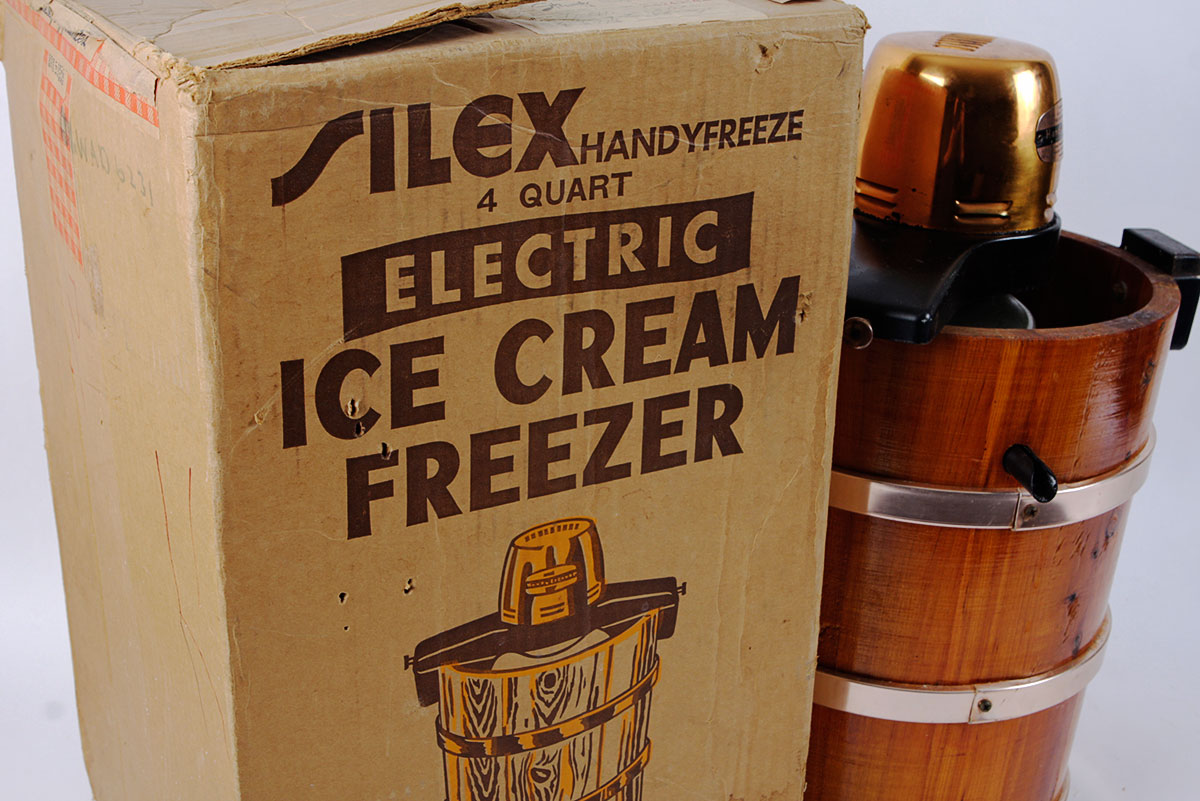 SILEX HANDYFREEZE
4 QUART
ELECTRIC
ICE CREAM
FREEZER